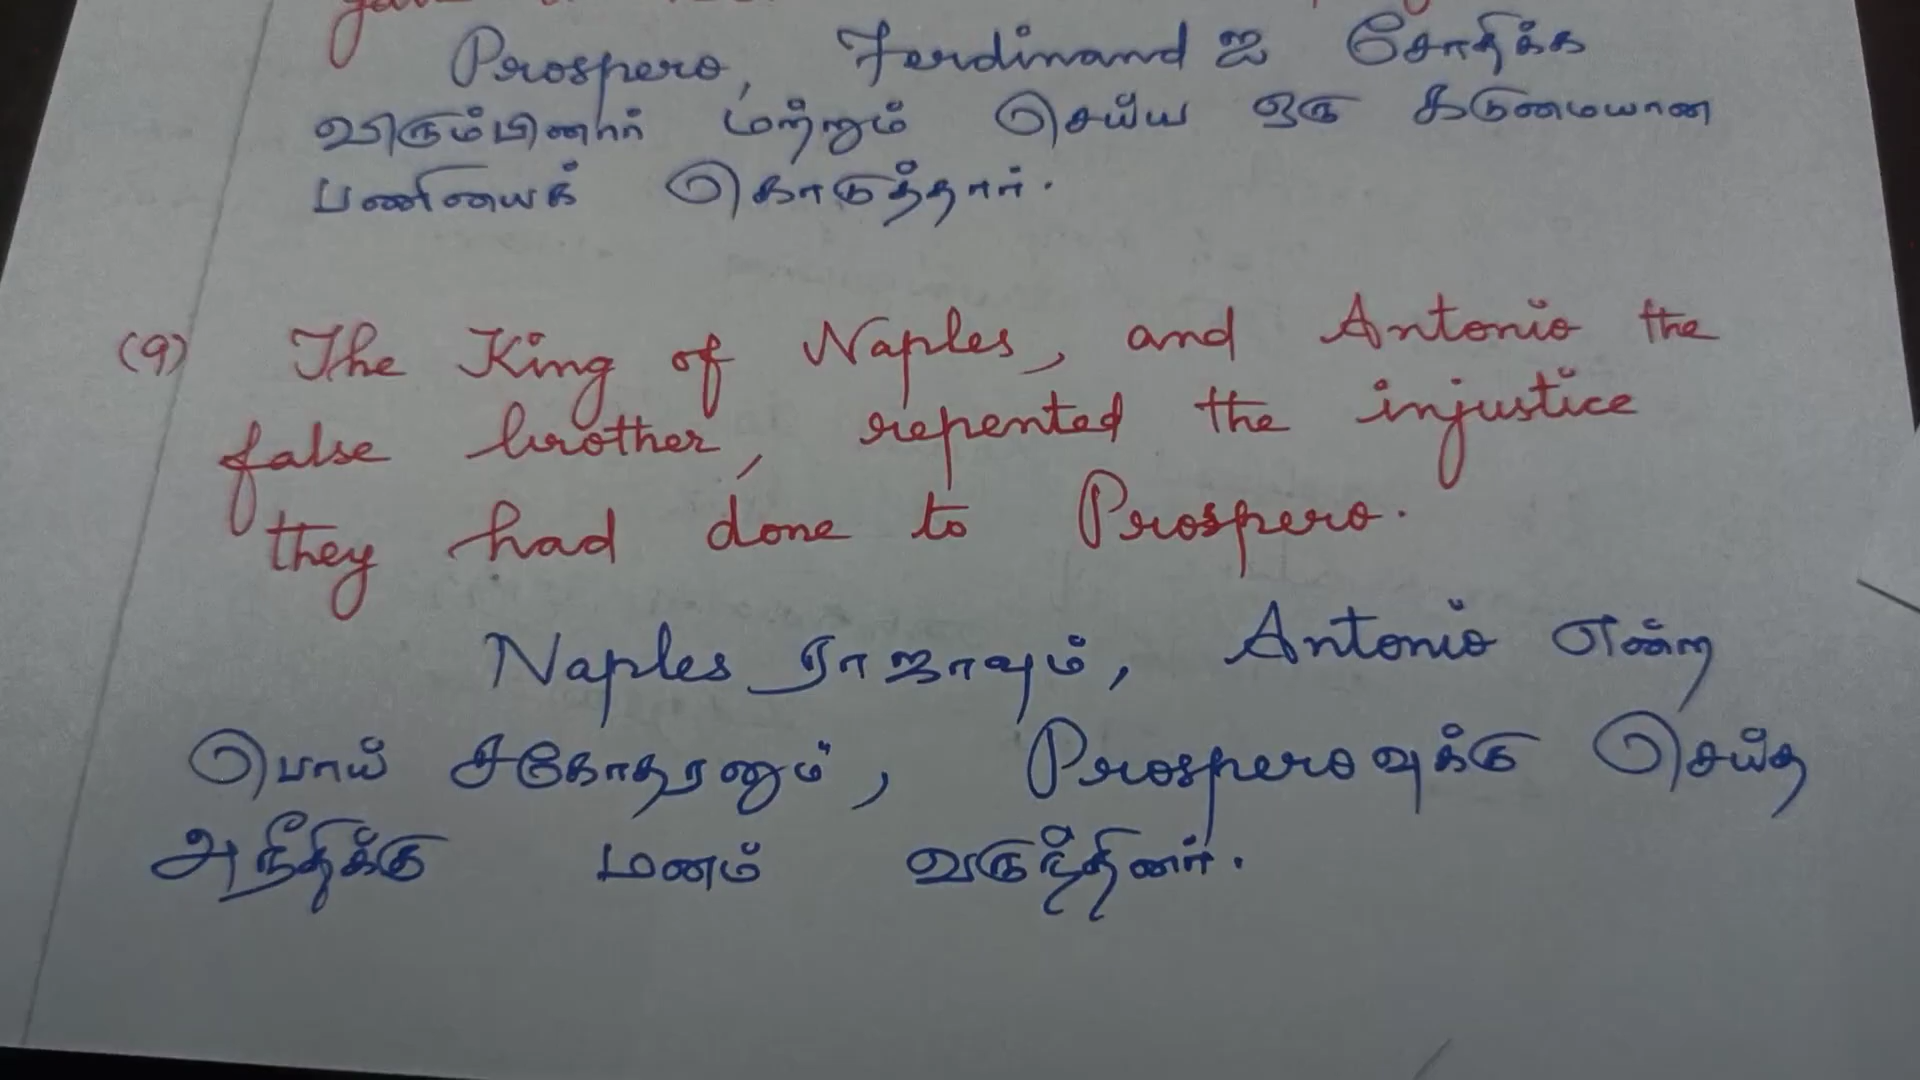 Prospero, Ferdinand ஐ சோதிக்க
விரும்பினார் மற்றும் செய்ய ஒரு கடுமையான
பணியைக் கொடுத்தார்.
(9) The King of Naples, and Antonio the
false brother, repented the injustice
they had done to Prospero.
Naples ராஜாவும், Antonio என்ற
பொய் சகோதரனும், Prosperoவுக்கு செய்த
அநீதிக்கு மனம் வருந்தினர்.